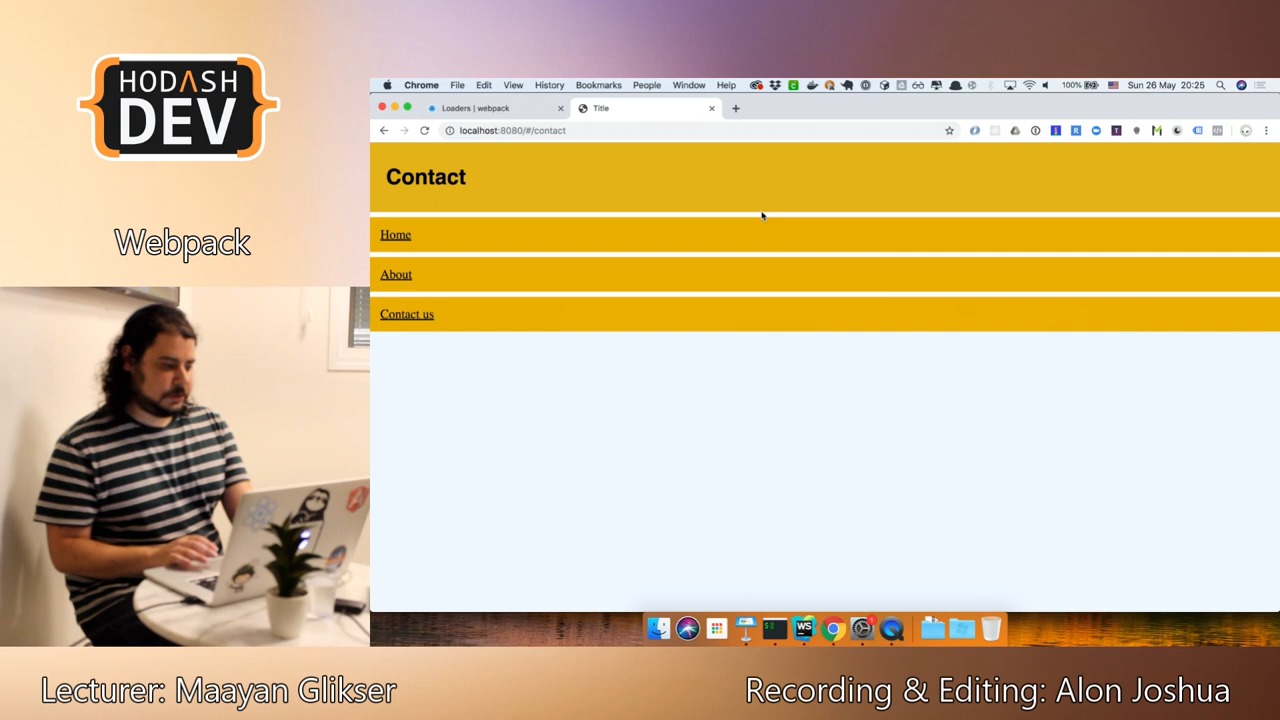 HODASH
DEV
Webpack
Chrome File Edit View History Bookmarks People Window Help 100% Sun 26 May 20:25
Loaders | webpack
Title
localhost:8080/#/contact
Contact
Home
About
Contact us
WS
Lecturer: Maayan Glikser
Recording & Editing: Alon Joshua